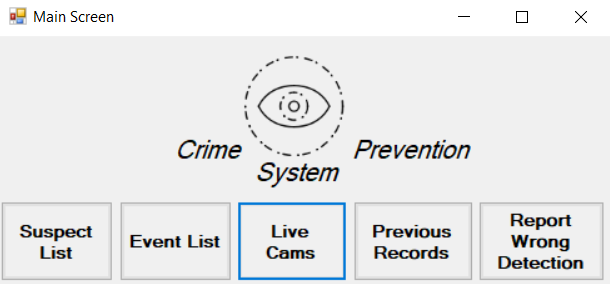 Main Screen
Crime Prevention
System
Suspect
List
Event List
Live
Cams
Previous
Records
Report
Wrong
Detection